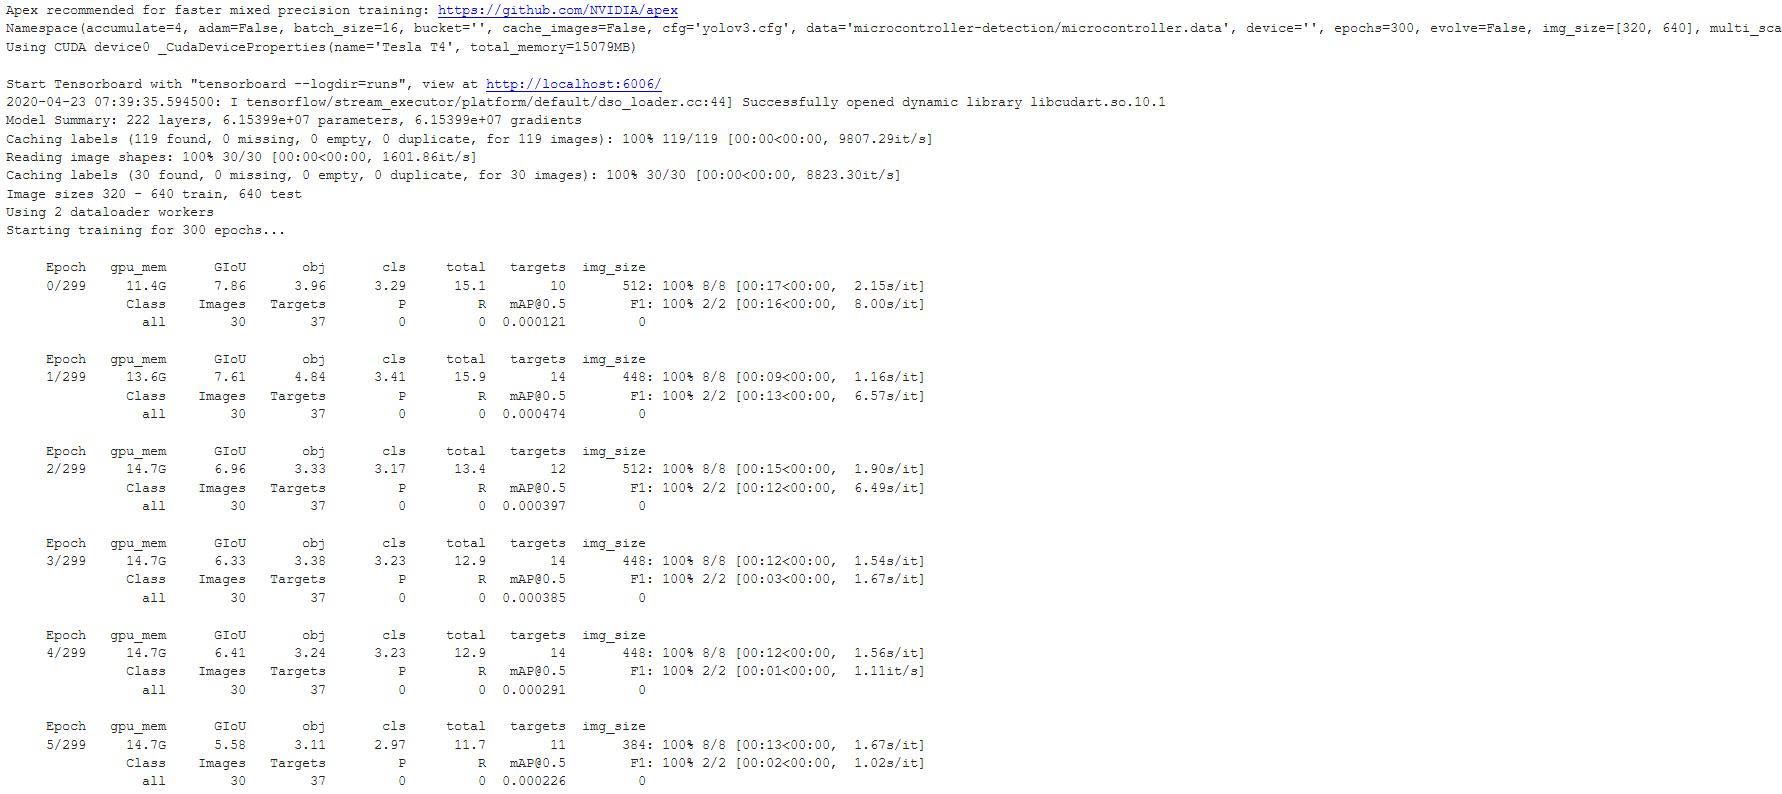 Apex recommended for faster mixed precision training: https://github.com/NVIDIA/apex
Namespace(accumulate=4, adam=False, batch_size=16, bucket='', cache_images=False, cfg='yolov3.cfg', data='microcontroller-detection/microcontroller.data', device='', epochs=300, evolve=False, img_size=[320, 640], multi_sca
Using CUDA device0 _CudaDeviceProperties(name='Tesla T4', total_memory=15079MB)
Start Tensorboard with "tensorboard --logdir=runs", view at http://localhost:6006/
2020-04-23 07:39:35.594500: I tensorflow/stream_executor/platform/default/dso_loader.cc:44] Successfully opened dynamic library libcudart.so.10.1
Model Summary: 222 layers, 6.15399e+07 parameters, 6.15399e+07 gradients
Caching labels (119 found, 0 missing, 0 empty, 0 duplicate, for 119 images): 100% 119/119 [00:00<00:00, 9807.29it/s]
Reading image shapes: 100% 30/30 [00:00<00:00, 1601.86it/s]
Caching labels (30 found, 0 missing, 0 empty, 0 duplicate, for 30 images): 100% 30/30 [00:00<00:00, 8823.30it/s]
Image sizes 320 - 640 train, 640 test
Using 2 dataloader workers
Starting training for 300 epochs...
Epoch gpu_mem GIoU obj cls total targets img_size
0/299 11.4G 7.86 3.96 3.29 15.1 10 512: 100% 8/8 [00:17<00:00, 2.15s/it]
Class Images Targets P R mAP@0.5 F1: 100% 2/2 [00:16<00:00, 8.00s/it]
all 30 37 0 0 0.000121 0
Epoch gpu_mem GIoU obj cls total targets img_size
1/299 13.6G 7.61 4.84 3.41 15.9 14 448: 100% 8/8 [00:09<00:00, 1.16s/it]
Class Images Targets P R mAP@0.5 F1: 100% 2/2 [00:13<00:00, 6.57s/it]
all 30 37 0 0 0.000474 0
Epoch gpu_mem GIoU obj cls total targets img_size
2/299 14.7G 6.96 3.33 3.17 13.4 12 512: 100% 8/8 [00:15<00:00, 1.90s/it]
Class Images Targets P R mAP@0.5 F1: 100% 2/2 [00:12<00:00, 6.49s/it]
all 30 37 0 0 0.000397 0
Epoch gpu_mem GIoU obj cls total targets img_size
3/299 14.7G 6.33 3.38 3.23 12.9 14 448: 100% 8/8 [00:12<00:00, 1.54s/it]
Class Images Targets P R mAP@0.5 F1: 100% 2/2 [00:03<00:00, 1.67s/it]
all 30 37 0 0 0.000385 0
Epoch gpu_mem GIoU obj cls total targets img_size
4/299 14.7G 6.41 3.24 3.23 12.9 14 448: 100% 8/8 [00:12<00:00, 1.56s/it]
Class Images Targets P R mAP@0.5 F1: 100% 2/2 [00:01<00:00, 1.11it/s]
all 30 37 0 0 0.000291 0
Epoch gpu_mem GIoU obj cls total targets img_size
5/299 14.7G 5.58 3.11 2.97 11.7 11 384: 100% 8/8 [00:13<00:00, 1.67s/it]
Class Images Targets P R mAP@0.5 F1: 100% 2/2 [00:02<00:00, 1.02s/it]
all 30 37 0 0 0.000226 0